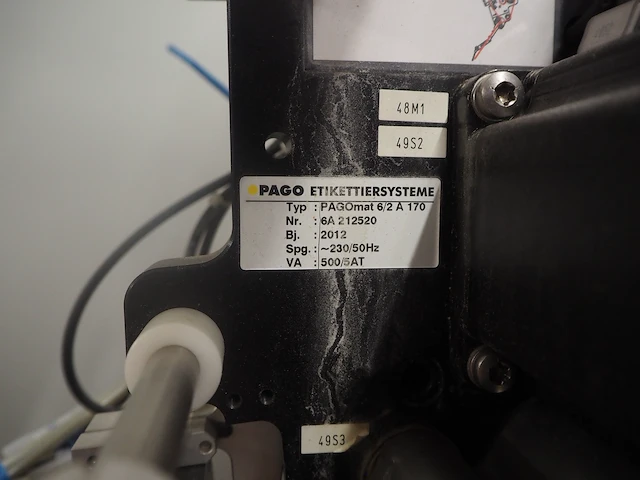 48M1
49S2
PAGO ETIKETTIERSYSTEME
Typ : PAGOmat 6/2 A 170
Nr. : 6A 212520
Bj. : 2012
Spg. : ~230/50Hz
VA : 500/5AT
49S3